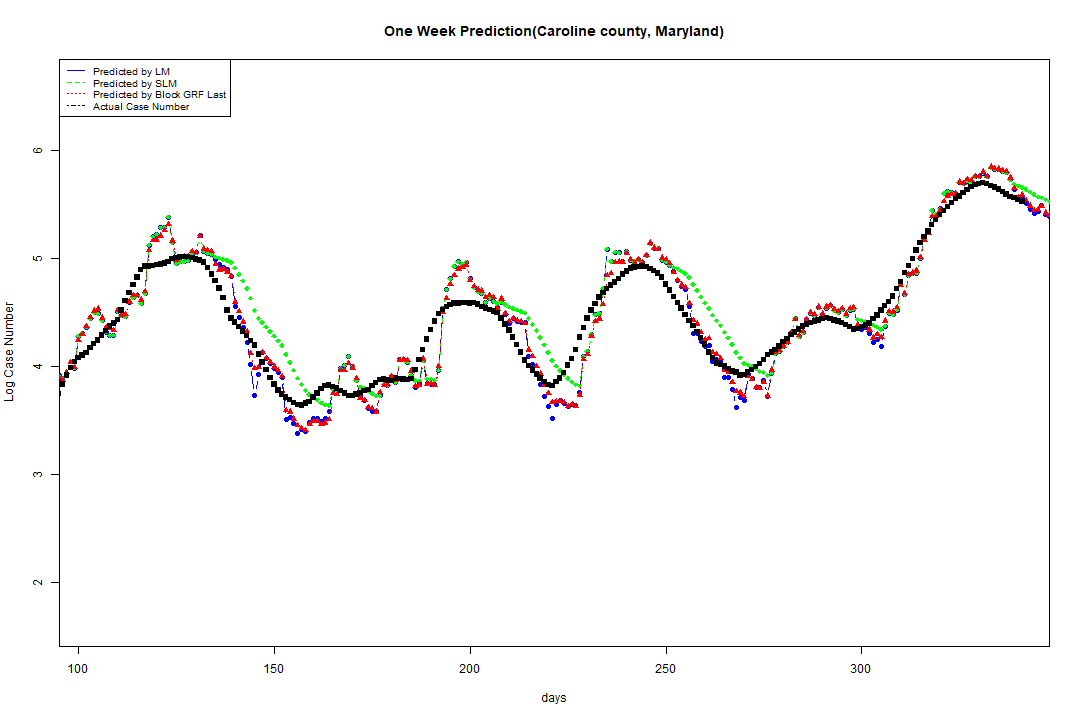 One Week Prediction(Caroline county, Maryland)
Predicted by LM
Predicted by SLM
Predicted by Block GRF Last
Actual Case Number
Log Case Number
6
5
4
3
2
100 150 200 250 300
days